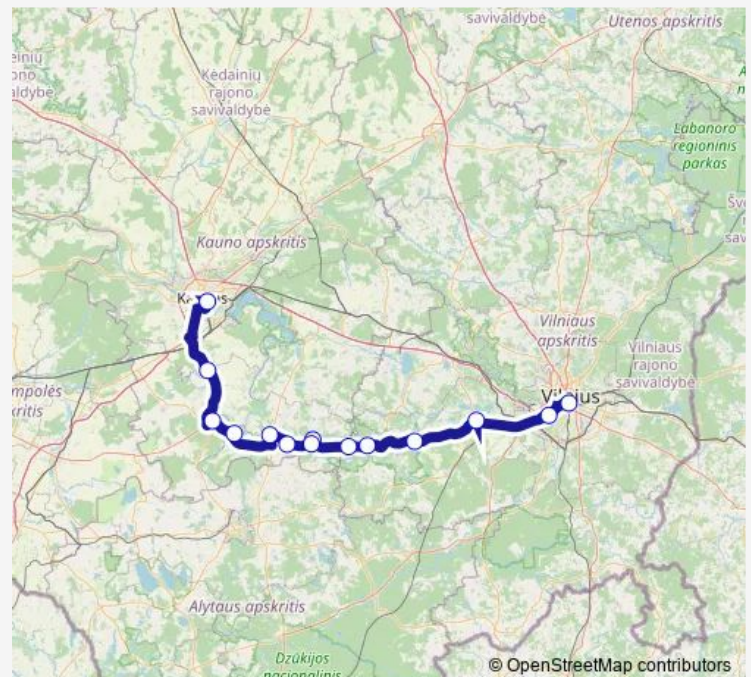 savivaldybė
Utenos apskritis
Kėdainių
rajono
savivaldybė
Labanoro
regioninis
parkas
Kauno apskritis
Vilniaus
apskritis
Vilniaus
rajono
savivaldybė
Vilnius
Alytaus apskritis
Dzūkijos
nacionalinis
© OpenStreetMap contributors